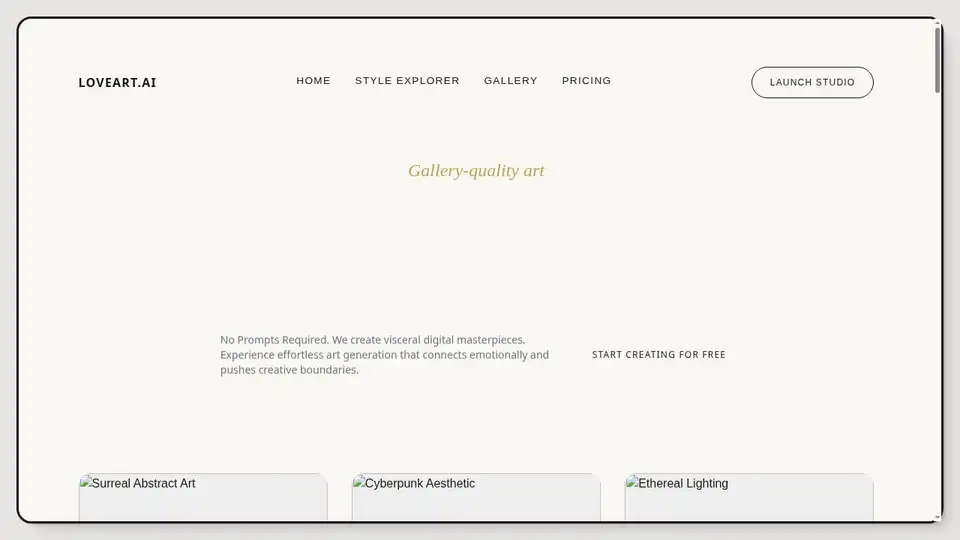 LOVEART.AI
HOME
STYLE EXPLORER
GALLERY
PRICING
LAUNCH STUDIO
Gallery-quality art
No Prompts Required. We create visceral digital masterpieces.
Experience effortless art generation that connects emotionally and
pushes creative boundaries.
START CREATING FOR FREE
Surreal Abstract Art
Cyberpunk Aesthetic
Ethereal Lighting